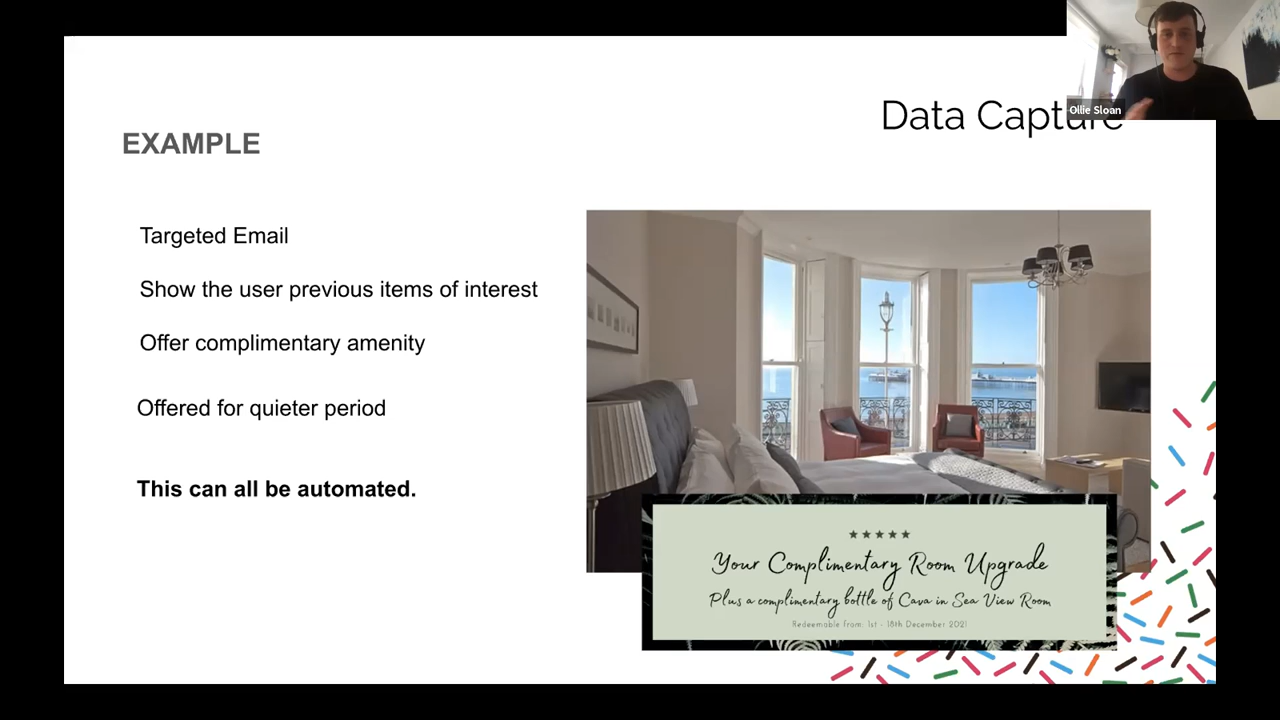 Ollie Sloan
Data Capture
EXAMPLE
Targeted Email
Show the user previous items of interest
Offer complimentary amenity
Offered for quieter period
This can all be automated.
★★★★★
Your Complimentary Room Upgrade
Plus a complimentary bottle of Cava in Sea View Room
Redeemable from: 1st - 18th December 2021